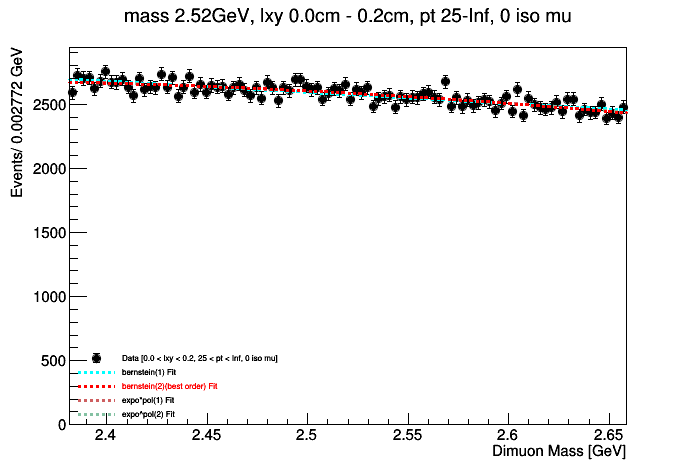 mass 2.52GeV, lxy 0.0cm - 0.2cm, pt 25-Inf, 0 iso mu
Events/ 0.002772 GeV
2500
2000
1500
1000
500
0
Data [0.0 < lxy < 0.2, 25 < pt < Inf, 0 iso mu]
bernstein(1) Fit
bernstein(2)(best order) Fit
expo*pol(1) Fit
expo*pol(2) Fit
2.4 2.45 2.5 2.55 2.6 2.65
Dimuon Mass [GeV]